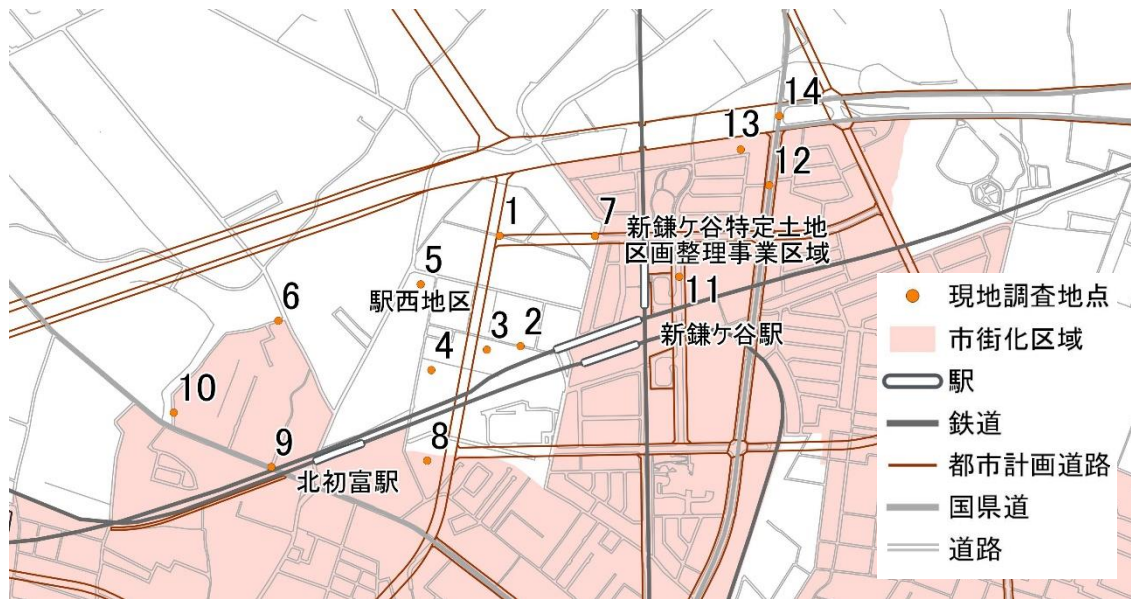 14
13
12
1
7
新鎌ケ谷特定土地
区画整理事業区域
5
駅西地区
11
6
3
2
新鎌ケ谷駅
4
10
9
8
北初富駅
現地調査地点
市街化区域
駅
鉄道
都市計画道路
国県道
道路